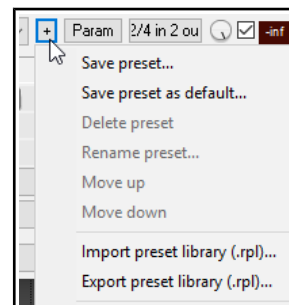 + Param 2/4 in 2 ou -inf
Save preset...
Save preset as default...
Delete preset
Rename preset...
Move up
Move down
Import preset library (.rpl)...
Export preset library (.rpl)...